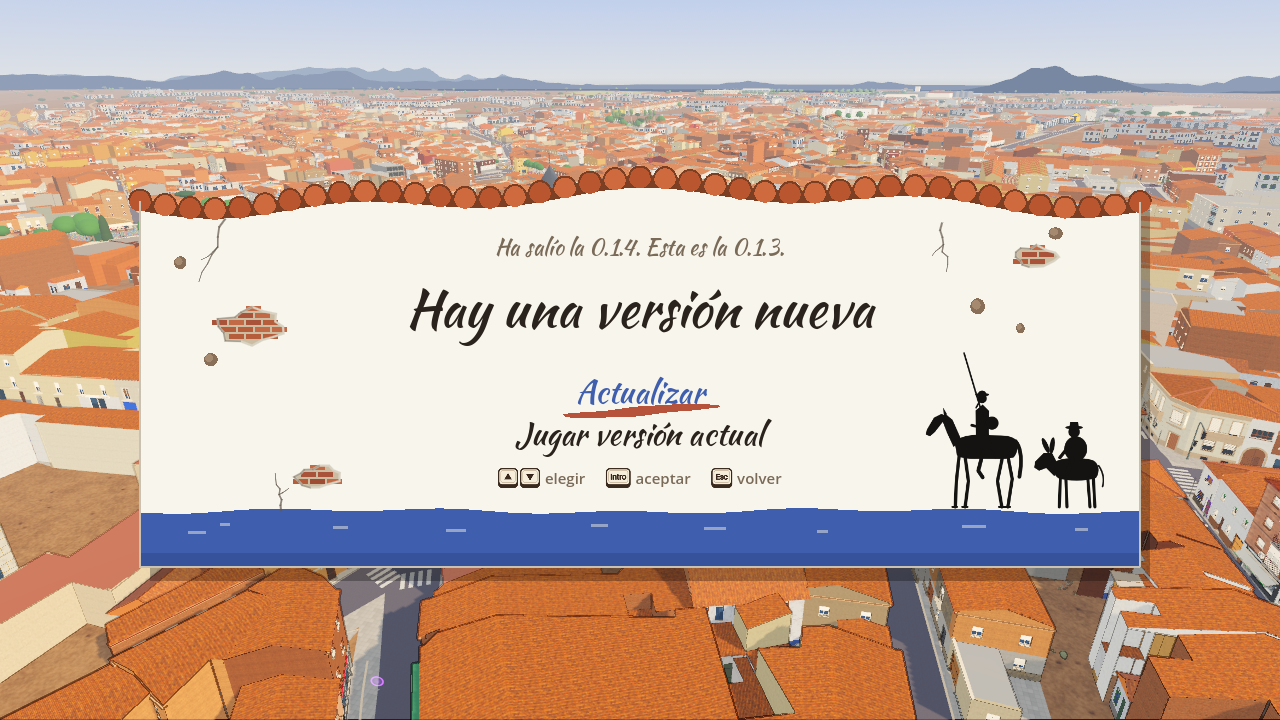 Ha salío la 0.1.4. Esta es la 0.1.3.
Hay una versión nueva
Actualizar
Jugar versión actual
elegir Intro aceptar Esc volver